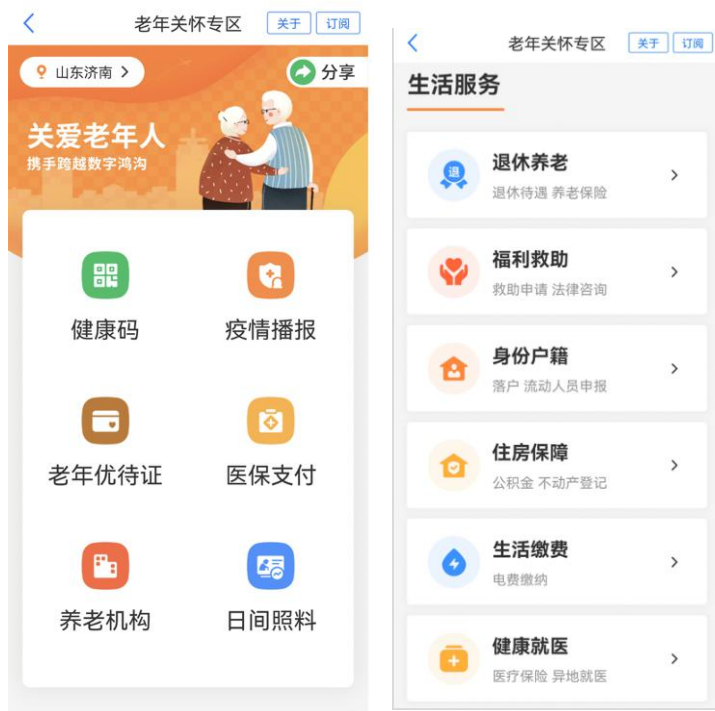 老年关怀专区
关于
订阅
山东济南
分享
关爱老年人
携手跨越数字鸿沟
健康码
疫情播报
老年优待证
医保支付
养老机构
日间照料
老年关怀专区
关于
订阅
生活服务
退
退休养老
退休待遇 养老保险
福利救助
救助申请 法律咨询
身份户籍
落户 流动人员申报
住房保障
公积金 不动产登记
生活缴费
电费缴纳
健康就医
医疗保险 异地就医